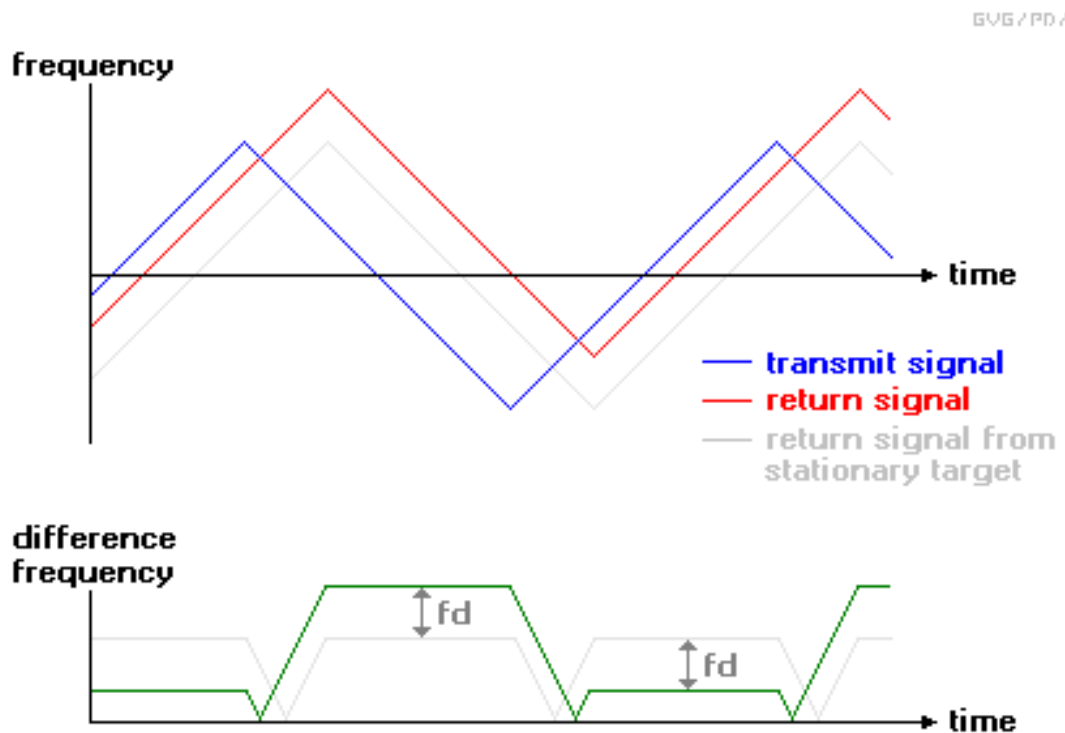 GVG/PD/
frequency
time
transmit signal
return signal
return signal from
stationary target
difference
frequency
fd
fd
time